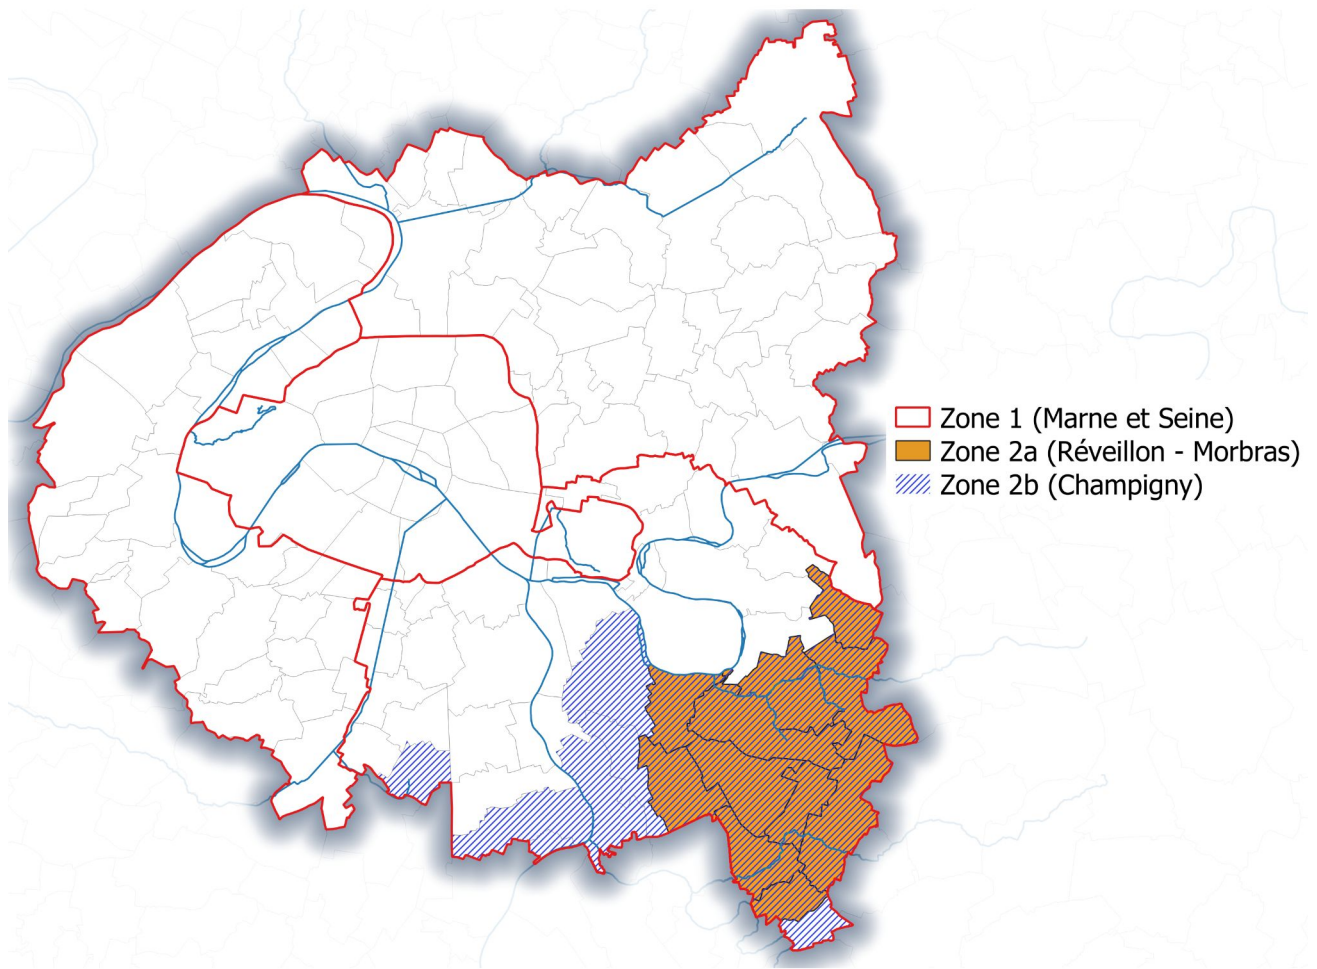 Zone 1 (Marne et Seine)
Zone 2a (Réveillon - Morbras)
Zone 2b (Champigny)